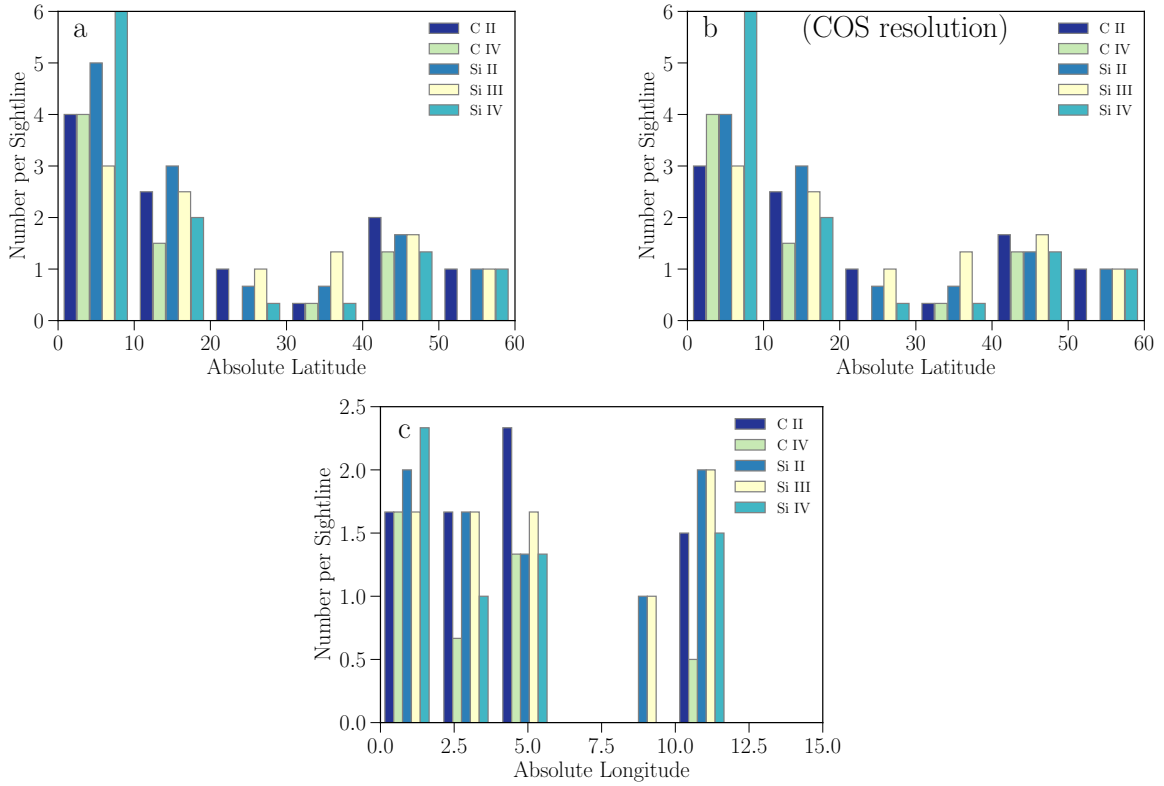 a
C II
C IV
Si II
Si III
Si IV
6
5
4
3
2
1
0
Number per Sightline
0 10 20 30 40 50 60
Absolute Latitude
b (COS resolution)
C II
C IV
Si II
Si III
Si IV
6
5
4
3
2
1
0
Number per Sightline
0 10 20 30 40 50 60
Absolute Latitude
c
C II
C IV
Si II
Si III
Si IV
2.5
2.0
1.5
1.0
0.5
0.0
Number per Sightline
0.0 2.5 5.0 7.5 10.0 12.5 15.0
Absolute Longitude